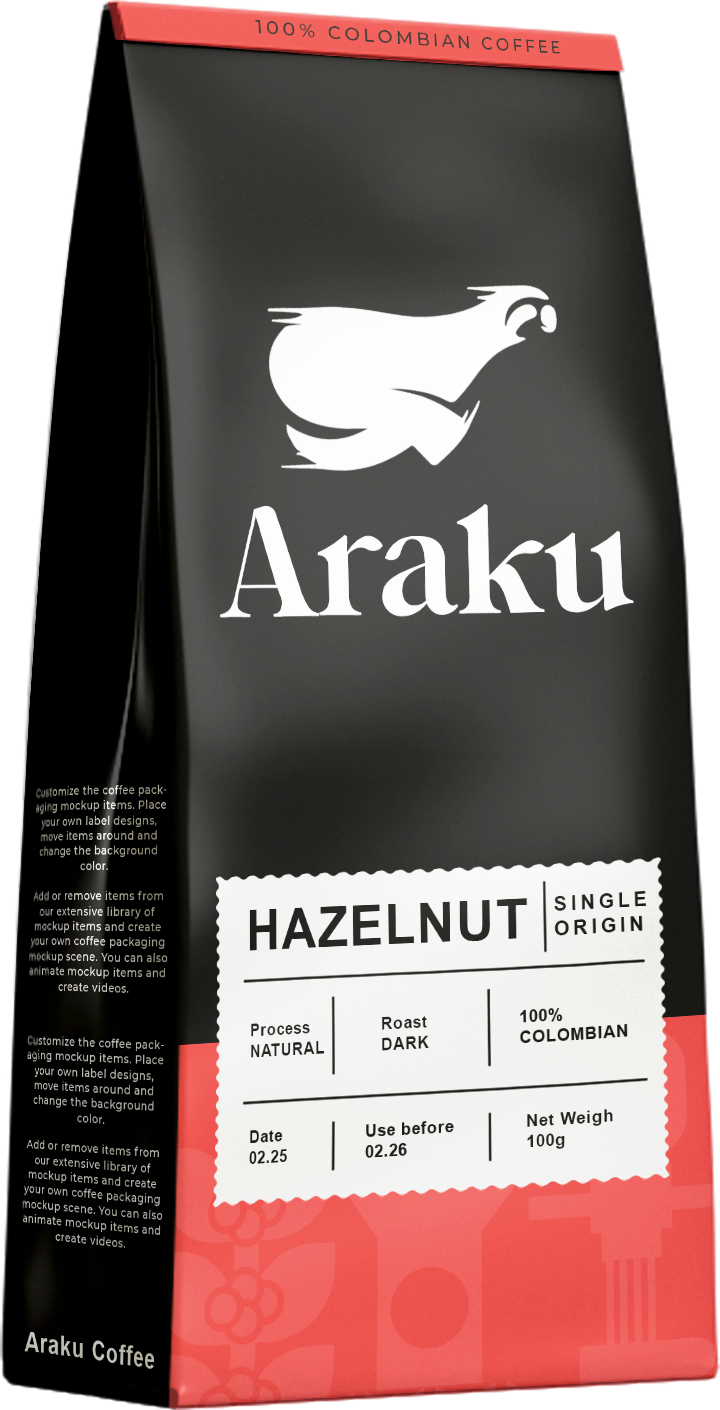 100% COLOMBIAN COFFEE
Araku
HAZELNUT
SINGLE
ORIGIN
Process
NATURAL
Roast
DARK
100%
COLOMBIAN
Date
02.25
Use before
02.26
Net Weigh
100g
Customize the coffee pack-
aging mockup items. Place
your own label designs,
move items around and
change the background
color.
Add or remove items from
our extensive library of
mockup items and create
your own coffee packaging
mockup scene. You can also
animate mockup items and
create videos.
Customize the coffee pack-
aging mockup items. Place
your own label designs,
move items around and
change the background
color.
Add or remove items from
our extensive library of
mockup items and create
your own coffee packaging
mockup scene. You can also
animate mockup items and
create videos.
Araku Coffee